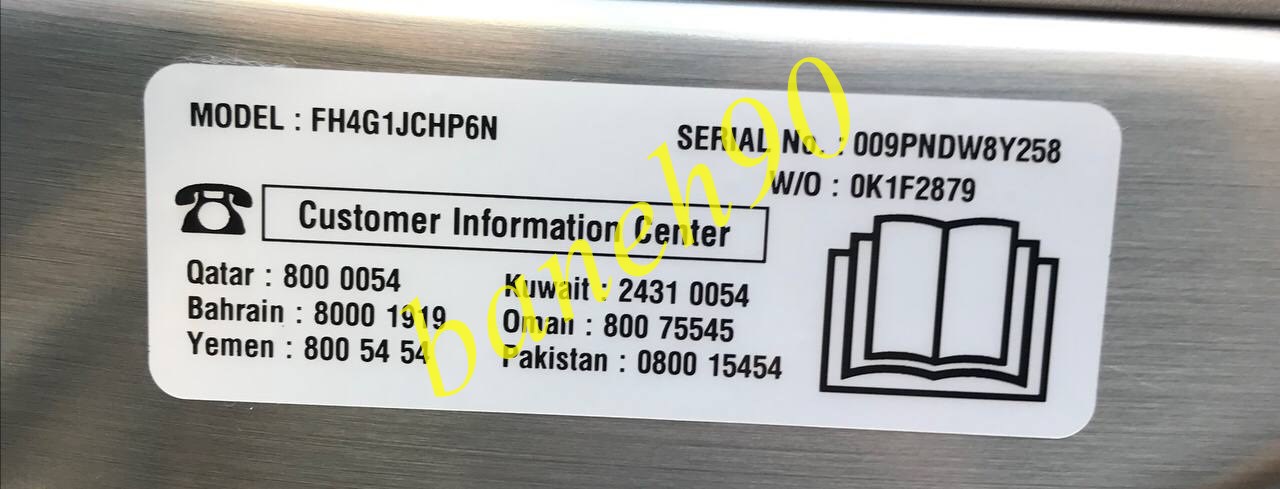 MODEL : FH4G1JCHP6N
SERIAL No. : 009PNDW8Y258
W/O : 0K1F2879
Customer Information Center
Qatar : 800 0054
Kuwait : 2431 0054
Bahrain : 8000 1919
Oman : 800 75545
Yemen : 800 54 54
Pakistan : 0800 15454
baneh90